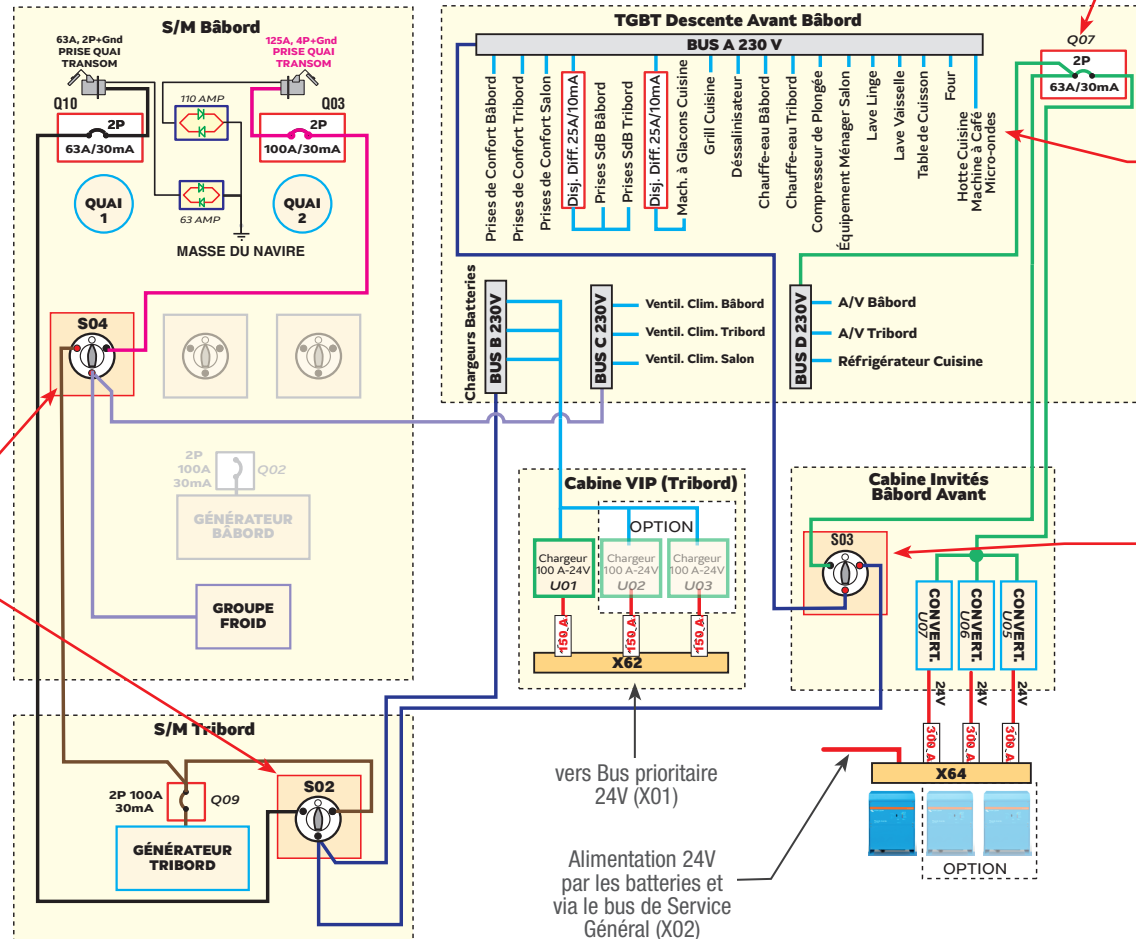 S/M Bâbord
63A, 2P+Gnd
PRISE QUAI
TRANSOM
125A, 4P+Gnd
PRISE QUAI
TRANSOM
Q10
2P
63A/30mA
110 AMP
Q03
2P
100A/30mA
QUAI
1
63 AMP
QUAI
2
MASSE DU NAVIRE
S04
2P
100A
30mA
Q02
GÉNÉRATEUR
BÂBORD
GROUPE
FROID
S/M Tribord
2P 100A
30mA
Q09
S02
GÉNÉRATEUR
TRIBORD
TGBT Descente Avant Bâbord
BUS A 230 V
Q07
2P
63A/30mA
Prises de Confort Bâbord
Prises de Confort Tribord
Prises de Confort Salon
Disj. Diff. 25A/10mA
Prises SdB Bâbord
Prises SdB Tribord
Disj. Diff. 25A/10mA
Mach. à Glacons Cuisine
Grill Cuisine
Déssalinisateur
Chauffe-eau Bâbord
Chauffe-eau Tribord
Compresseur de Plongée
Équipement Ménager Salon
Lave Linge
Lave Vaisselle
Table de Cuisson
Four
Hotte Cuisine
Machine à Café
Micro-ondes
Chargeurs Batteries
BUS B 230V
BUS C 230V
Ventil. Clim. Bâbord
Ventil. Clim. Tribord
Ventil. Clim. Salon
BUS D 230V
A/V Bâbord
A/V Tribord
Réfrigérateur Cuisine
Cabine VIP (Tribord)
OPTION
Chargeur
100 A-24V
U01
Chargeur
100 A-24V
U02
Chargeur
100 A-24V
U03
150 A
150 A
150 A
X62
vers Bus prioritaire
24V (X01)
Cabine Invités
Bâbord Avant
S03
CONVERT.
U07
CONVERT.
U06
CONVERT.
U05
24V
24V
24V
300 A
300 A
300 A
X64
OPTION
Alimentation 24V
par les batteries et
via le bus de Service
Général (X02)